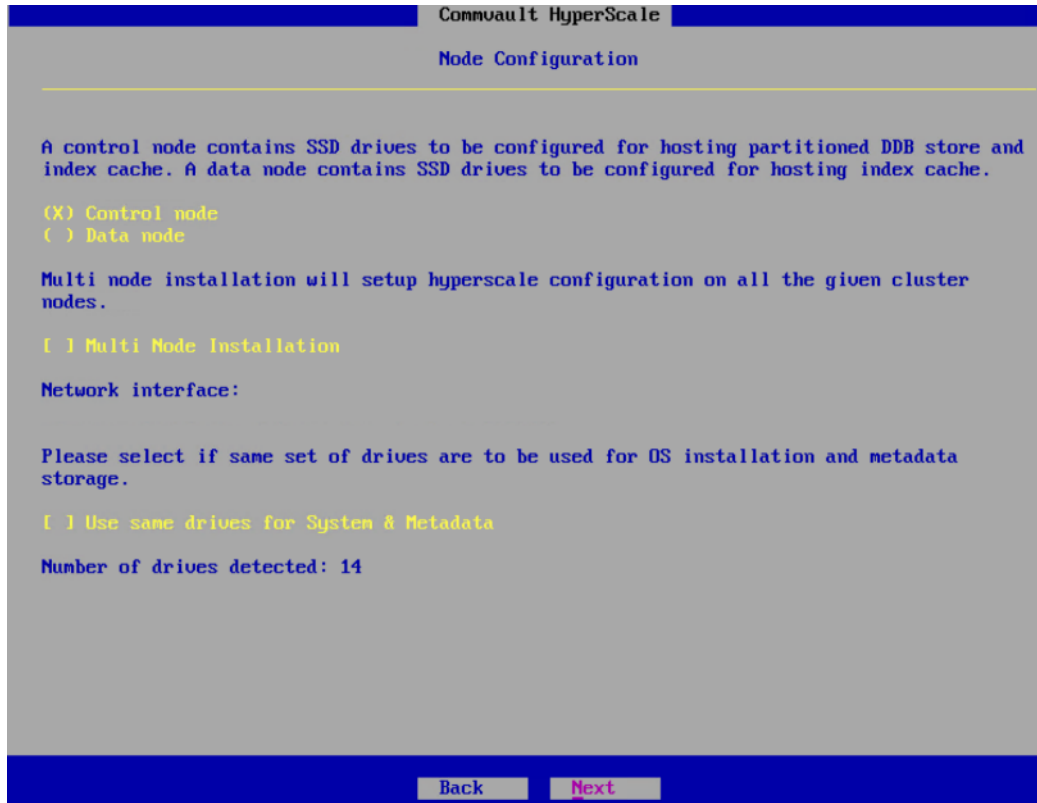 Commvault HyperScale
Node Configuration
A control node contains SSD drives to be configured for hosting partitioned DDB store and
index cache. A data node contains SSD drives to be configured for hosting index cache.
(X) Control node
( ) Data node
Multi node installation will setup hyperscale configuration on all the given cluster
nodes.
[ ] Multi Node Installation
Network interface:
Please select if same set of drives are to be used for OS installation and metadata
storage.
[ ] Use same drives for System & Metadata
Number of drives detected: 14
Back Next